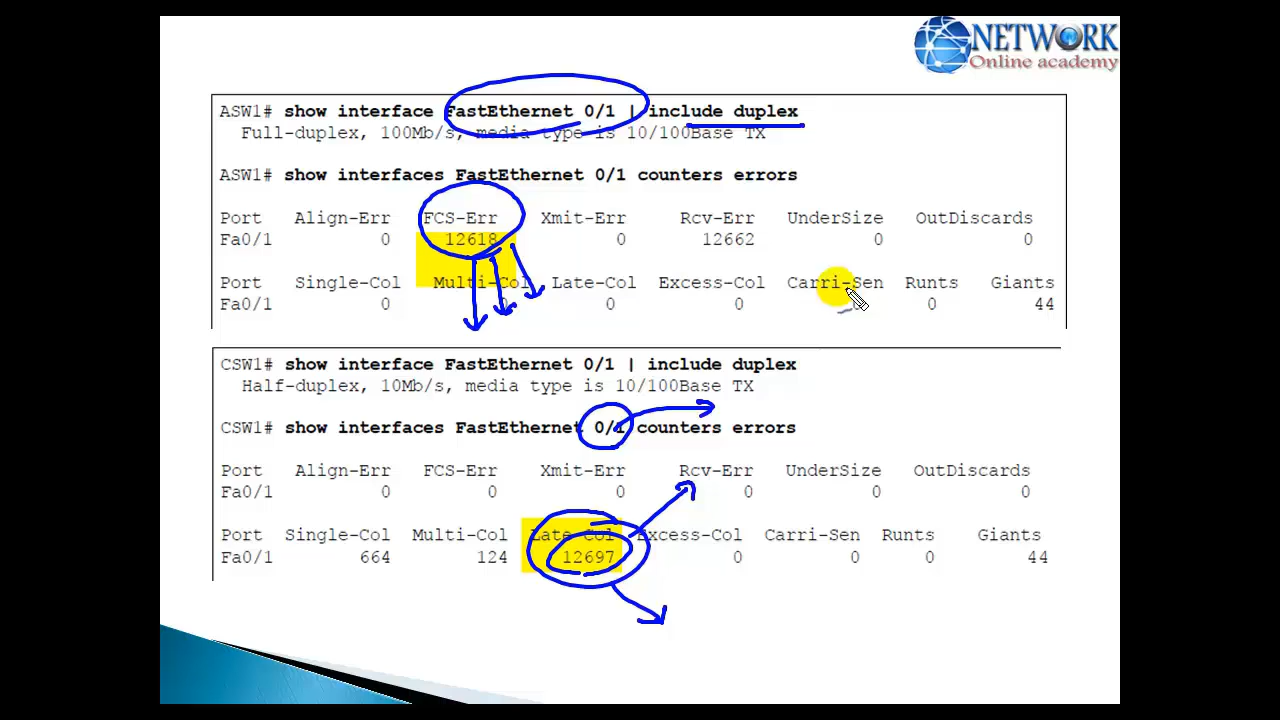 NETWORK
Online academy
ASW1# show interface FastEthernet 0/1 | include duplex
Full-duplex, 100Mb/s, media type is 10/100Base TX
ASW1# show interfaces FastEthernet 0/1 counters errors
Port Align-Err FCS-Err Xmit-Err Rcv-Err UnderSize OutDiscards
Fa0/1 0 12618 0 12662 0 0
Port Single-Col Multi-Col Late-Col Excess-Col Carri-Sen Runts Giants
Fa0/1 0 0 0 0 0 0 44
CSW1# show interface FastEthernet 0/1 | include duplex
Half-duplex, 10Mb/s, media type is 10/100Base TX
CSW1# show interfaces FastEthernet 0/1 counters errors
Port Align-Err FCS-Err Xmit-Err Rcv-Err UnderSize OutDiscards
Fa0/1 0 0 0 0 0 0
Port Single-Col Multi-Col Late-Col Excess-Col Carri-Sen Runts Giants
Fa0/1 664 124 12697 0 0 0 44